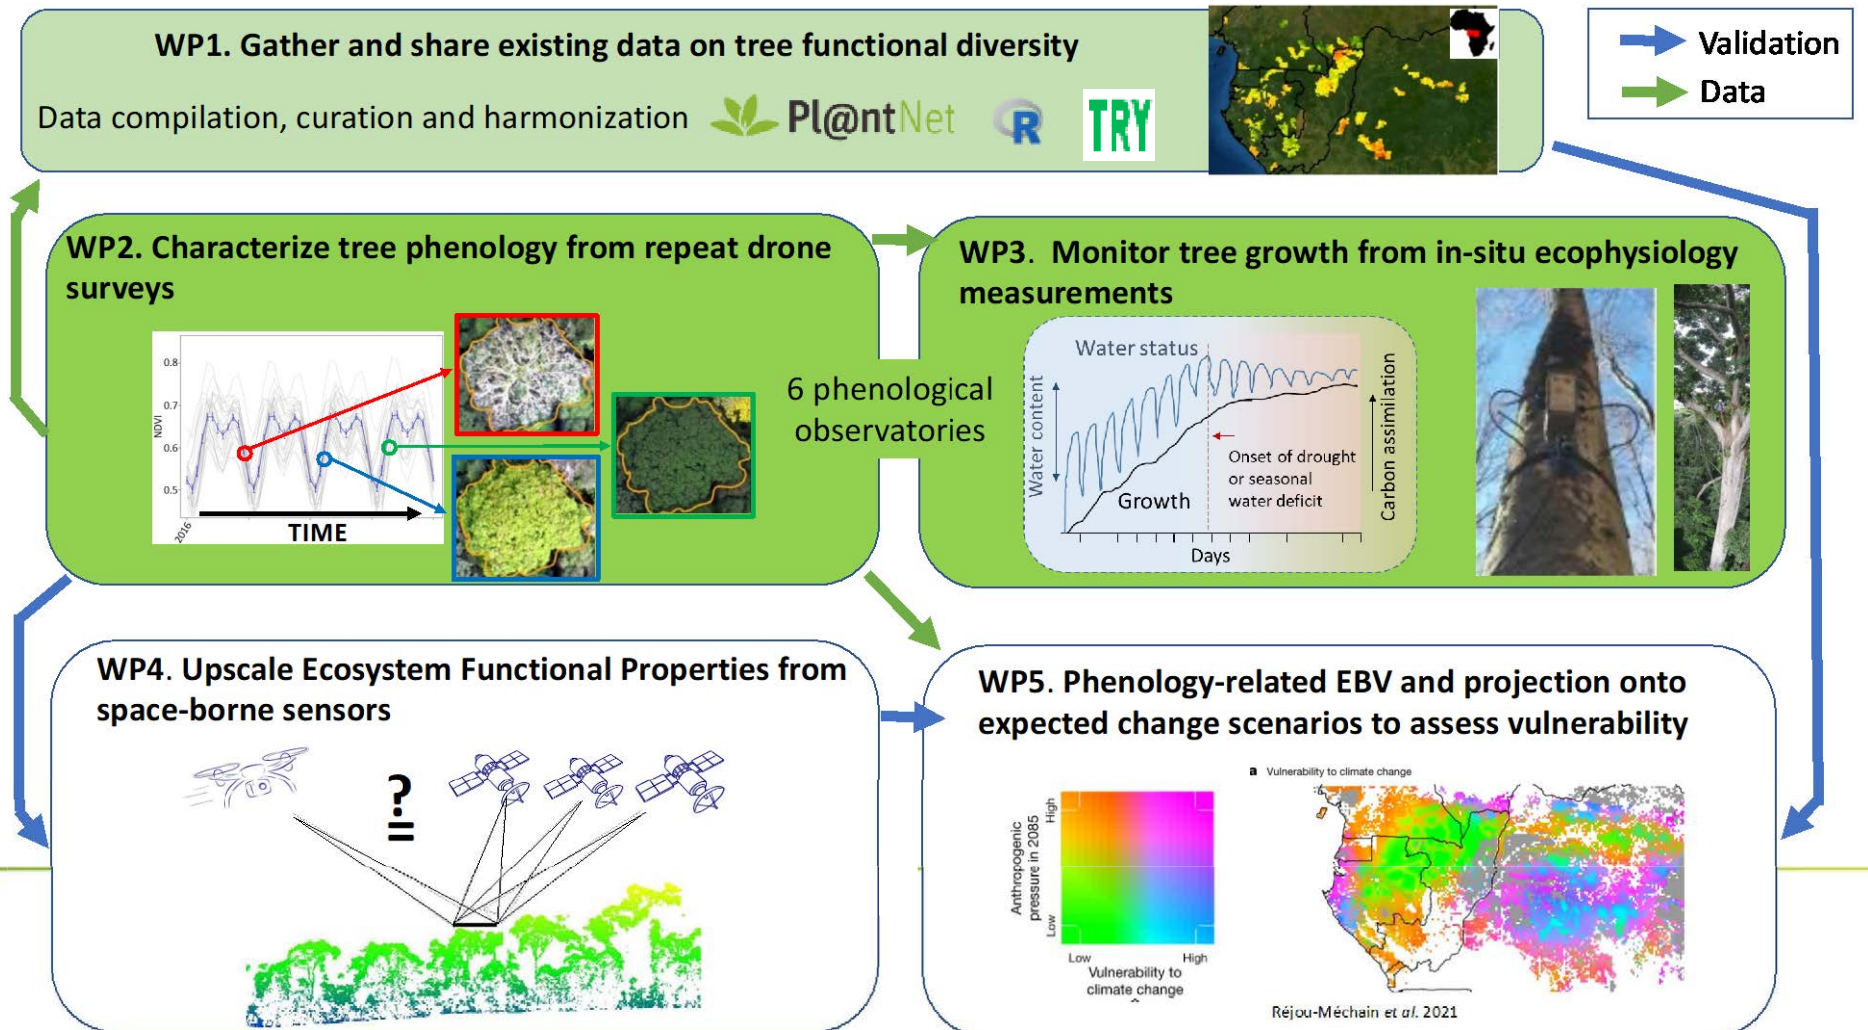 WP1. Gather and share existing data on tree functional diversity
Data compilation, curation and harmonization
Pl@ntNet
R
TRY
Validation
Data
WP2. Characterize tree phenology from repeat drone
surveys
0.8
0.7
0.6
0.5
NDVI
2016
TIME
6 phenological
observatories
WP3. Monitor tree growth from in-situ ecophysiology
measurements
Water status
Water content
Growth
Onset of drought
or seasonal
water deficit
Carbon assimilation
Days
WP4. Upscale Ecosystem Functional Properties from
space-borne sensors
?
=
WP5. Phenology-related EBV and projection onto
expected change scenarios to assess vulnerability
a Vulnerability to climate change
Anthropogenic
pressure in 2085
High
Low
Low
High
Vulnerability to
climate change
Réjou-Méchain et al. 2021